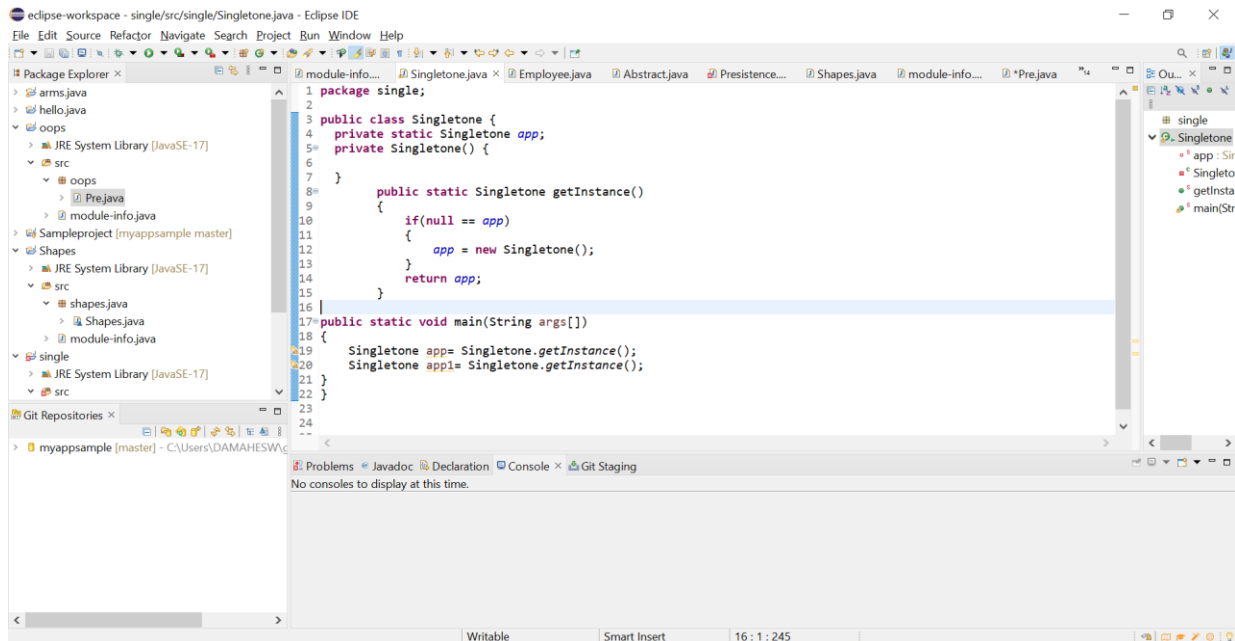 eclipse-workspace - single/src/single/Singletone.java - Eclipse IDE
File Edit Source Refactor Navigate Search Project Run Window Help
Package Explorer ×
module-info.... Singletone.java × Employee.java Abstract.java Presistence.... Shapes.java module-info.... *Pre.java »14
Ou... ×
arms.java
hello.java
oops
JRE System Library [JavaSE-17]
src
oops
Pre.java
module-info.java
Sampleproject [myappsample master]
Shapes
JRE System Library [JavaSE-17]
src
shapes.java
Shapes.java
module-info.java
single
JRE System Library [JavaSE-17]
src
1 package single;
2
3 public class Singletone {
4 private static Singletone app;
5 private Singletone() {
6
7 }
8 public static Singletone getInstance()
9 {
10 if(null == app)
11 {
12 app = new Singletone();
13 }
14 return app;
15 }
16
17 public static void main(String args[])
18 {
19 Singletone app= Singletone.getInstance();
20 Singletone app1= Singletone.getInstance();
21 }
22 }
23
24
single
Singletone
app : Sin
Singleto
getInsta
main(Str
Git Repositories ×
myappsample [master] - C:\Users\DAMAHESW\g
Problems Javadoc Declaration Console × Git Staging
No consoles to display at this time.
Writable Smart Insert 16 : 1 : 245